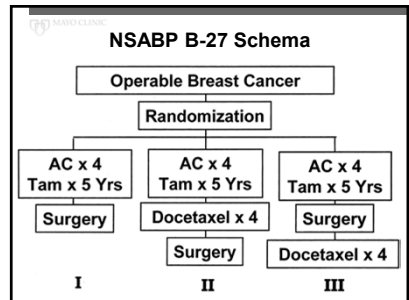 MAYO CLINIC
NSABP B-27 Schema
Operable Breast Cancer
Randomization
AC x 4
Tam x 5 Yrs
Surgery
I
AC x 4
Tam x 5 Yrs
Docetaxel x 4
Surgery
II
AC x 4
Tam x 5 Yrs
Surgery
Docetaxel x 4
III